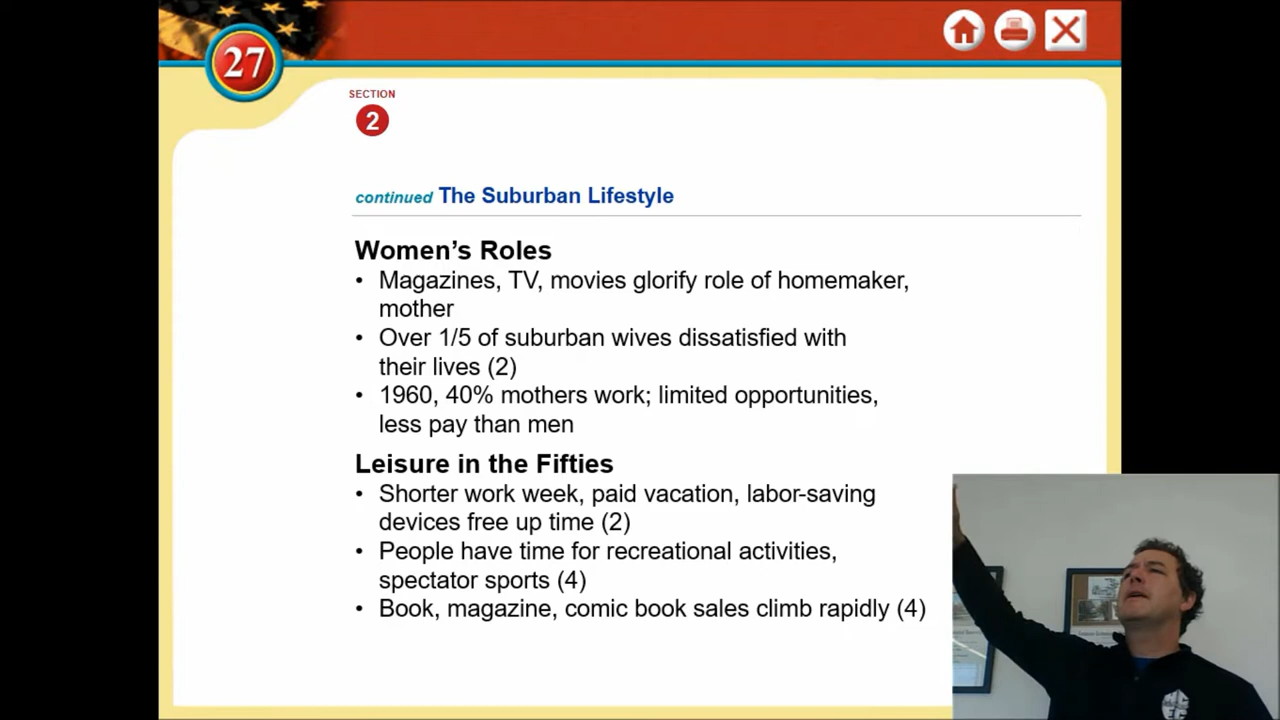 27
SECTION
2
continued The Suburban Lifestyle
Women’s Roles
• Magazines, TV, movies glorify role of homemaker,
mother
• Over 1/5 of suburban wives dissatisfied with
their lives (2)
• 1960, 40% mothers work; limited opportunities,
less pay than men
Leisure in the Fifties
• Shorter work week, paid vacation, labor-saving
devices free up time (2)
• People have time for recreational activities,
spectator sports (4)
• Book, magazine, comic book sales climb rapidly (4)